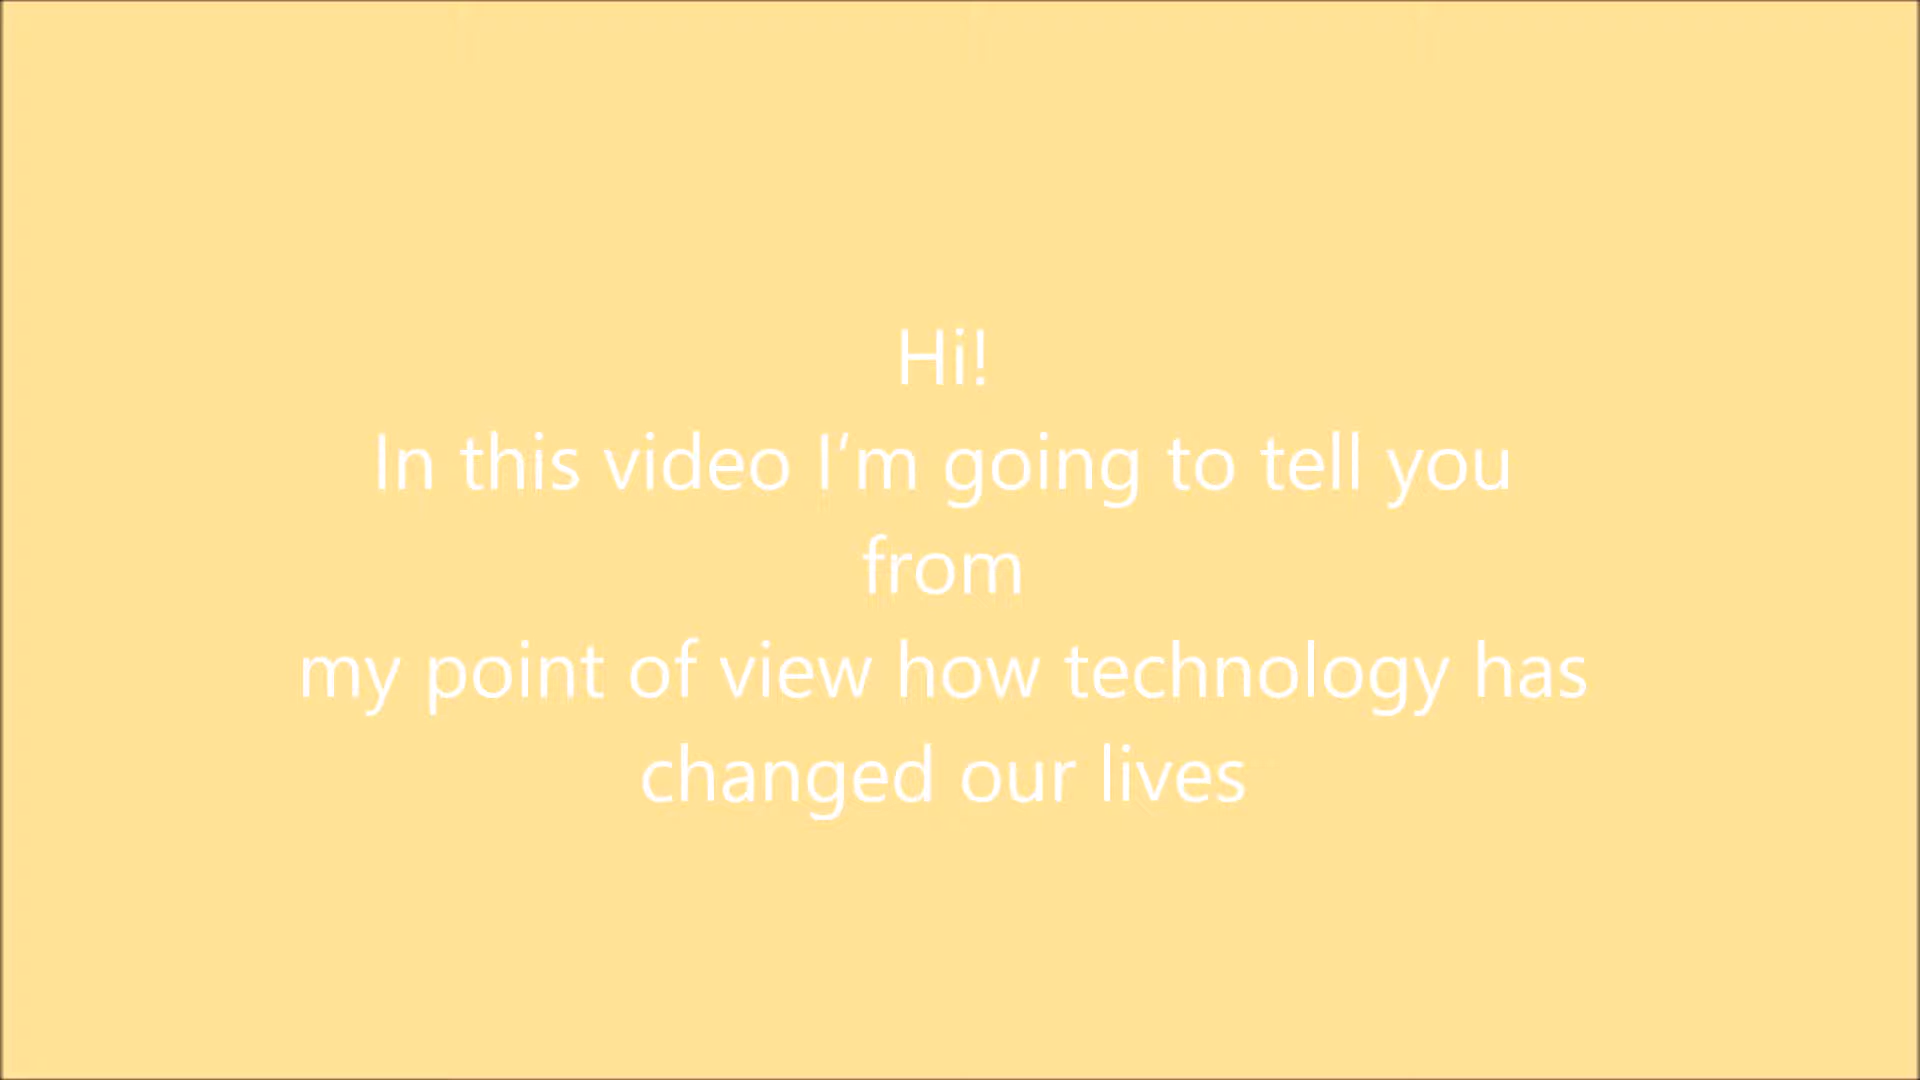 Hi!
In this video I'm going to tell you
from
my point of view how technology has
changed our lives